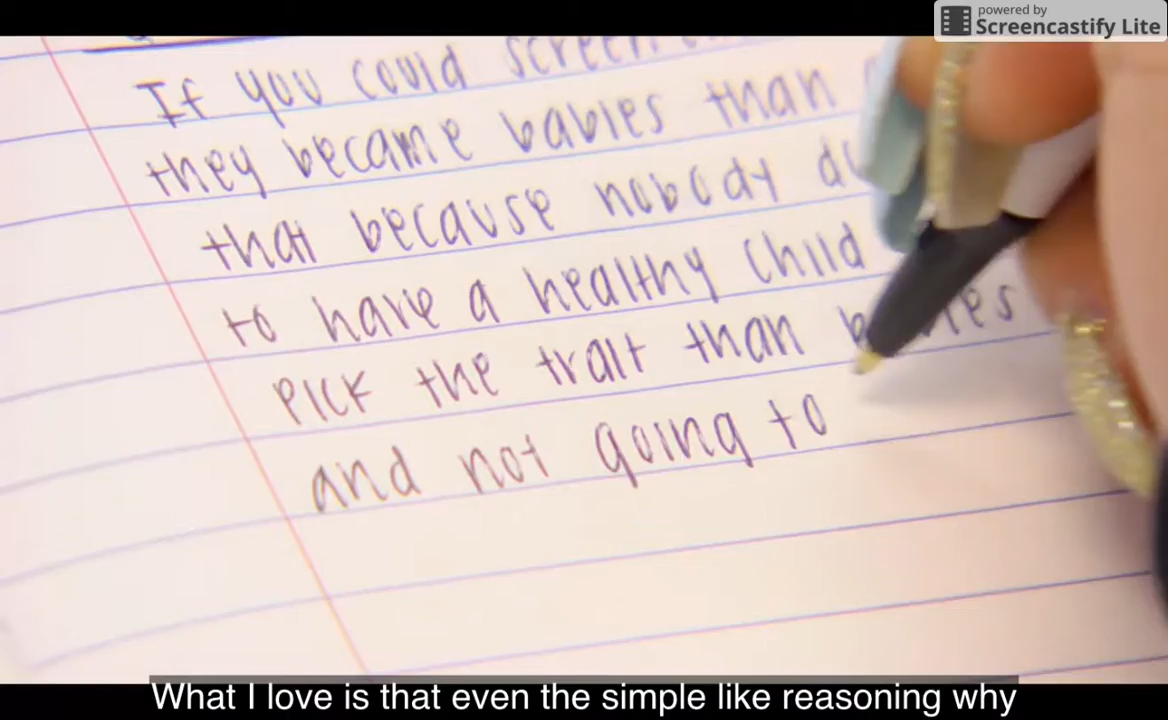 powered by
Screencastify Lite
If you could screen
they became babies than
that because nobody
to have a healthy child
pick the trait than
and not going to
What I love is that even the simple like reasoning why